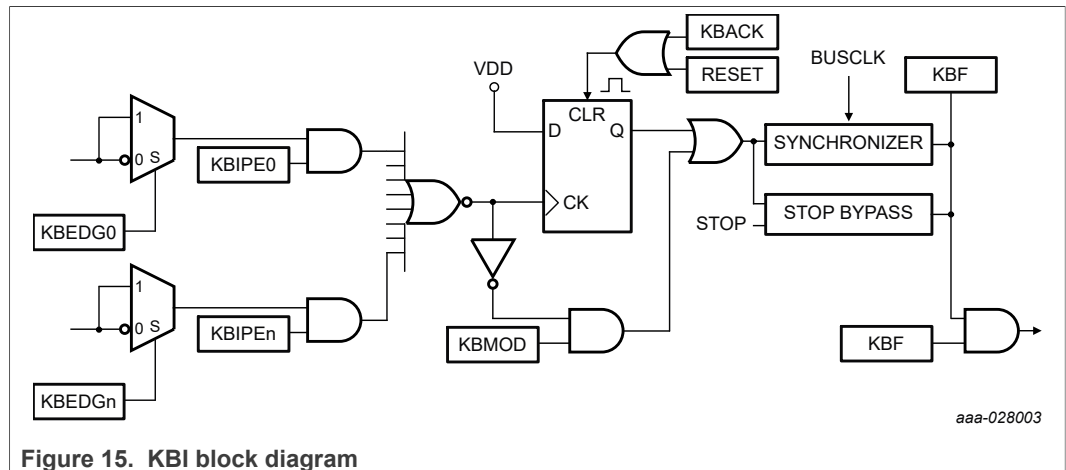 KBACK
RESET
VDD
BUSCLK
KBF
CLR
D
Q
CK
SYNCHRONIZER
STOP
STOP BYPASS
1
0
S
KBIPE0
KBEDG0
1
0
S
KBIPEn
KBEDGn
KBMOD
KBF
aaa-028003
Figure 15. KBI block diagram